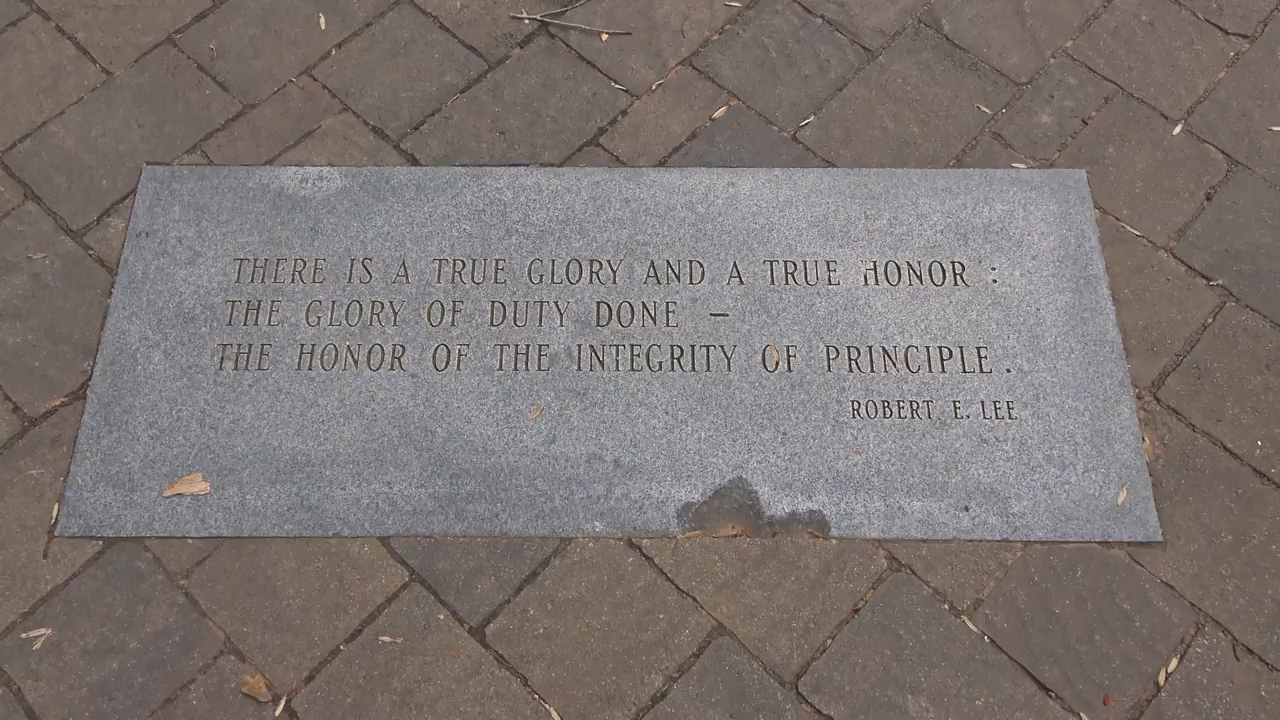 THERE IS A TRUE GLORY AND A TRUE HONOR :
THE GLORY OF DUTY DONE –
THE HONOR OF THE INTEGRITY OF PRINCIPLE .
ROBERT E. LEE